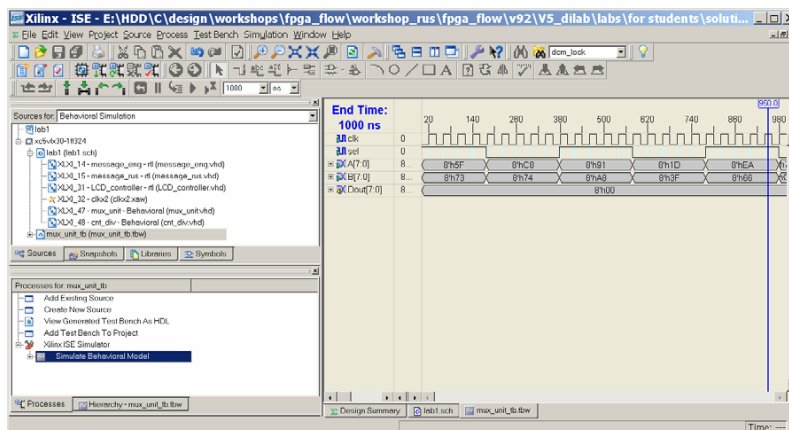 Xilinx - ISE - E:\HDD\C\design\workshops\fpga_flow\workshop_rus\fpga_flow\v92\V5_dilab\labs\for students\soluti...
File Edit View Project Source Process Test Bench Simulation Window Help
dcm_lock
1000 ns
Sources for: Behavioral Simulation
lab1
xc5vlx30-1ff324
lab1 (lab1.sch)
XLXI_14 - message_eng - rtl (message_eng.vhd)
XLXI_15 - message_rus - rtl (message_rus.vhd)
XLXI_31 - LCD_controller - rtl (LCD_controller.vhd)
XLXI_32 - clkx2 (clkx2.xaw)
XLXI_47 - mux_unit - Behavioral (mux_unit.vhd)
XLXI_48 - cnt_div - Behavioral (cnt_div.vhd)
mux_unit_tb (mux_unit_tb.tbw)
Sources Snapshots Libraries Symbols
Processes for: mux_unit_tb
Add Existing Source
Create New Source
View Generated Test Bench As HDL
Add Test Bench To Project
Xilinx ISE Simulator
Simulate Behavioral Model
Processes Hierarchy - mux_unit_tb.tbw
End Time:
1000 ns
950.0
20 140 260 380 500 620 740 860 980
clk 0
sel 0
A[7:0] 8... 8'h5F 8'hC8 8'h91 8'h1D 8'hEA
B[7:0] 8... 8'h73 8'h74 8'hA8 8'h3F 8'h66
Dout[7:0] 8... 8'h00
Design Summary lab1.sch mux_unit_tb.tbw
Time: ---